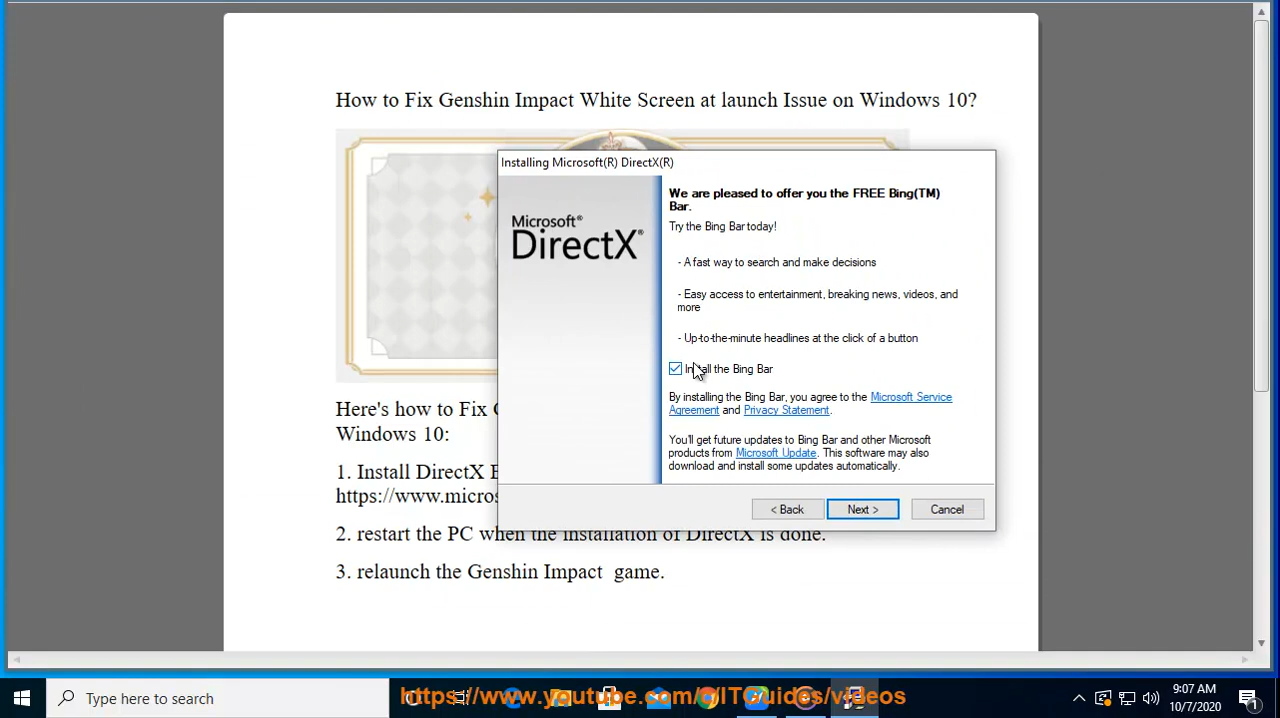 How to Fix Genshin Impact White Screen at launch Issue on Windows 10?
Installing Microsoft(R) DirectX(R)
Microsoft®
DirectX®
We are pleased to offer you the FREE Bing(TM)
Bar.
Try the Bing Bar today!
- A fast way to search and make decisions
- Easy access to entertainment, breaking news, videos, and
more
- Up-to-the-minute headlines at the click of a button
Install the Bing Bar
By installing the Bing Bar, you agree to the Microsoft Service
Agreement and Privacy Statement.
You'll get future updates to Bing Bar and other Microsoft
products from Microsoft Update. This software may also
download and install some updates automatically.
< Back
Next >
Cancel
Here's how to Fix
Windows 10:
1. Install DirectX
https://www.micros
2. restart the PC when the installation of DirectX is done.
3. relaunch the Genshin Impact game.
Type here to search
https://www.youtube.com/c/ITGuides/videos
9:07 AM
10/7/2020
1